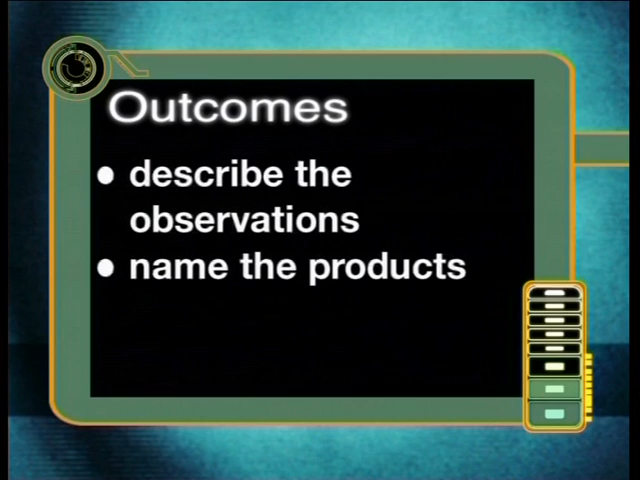 Outcomes
• describe the
observations
• name the products